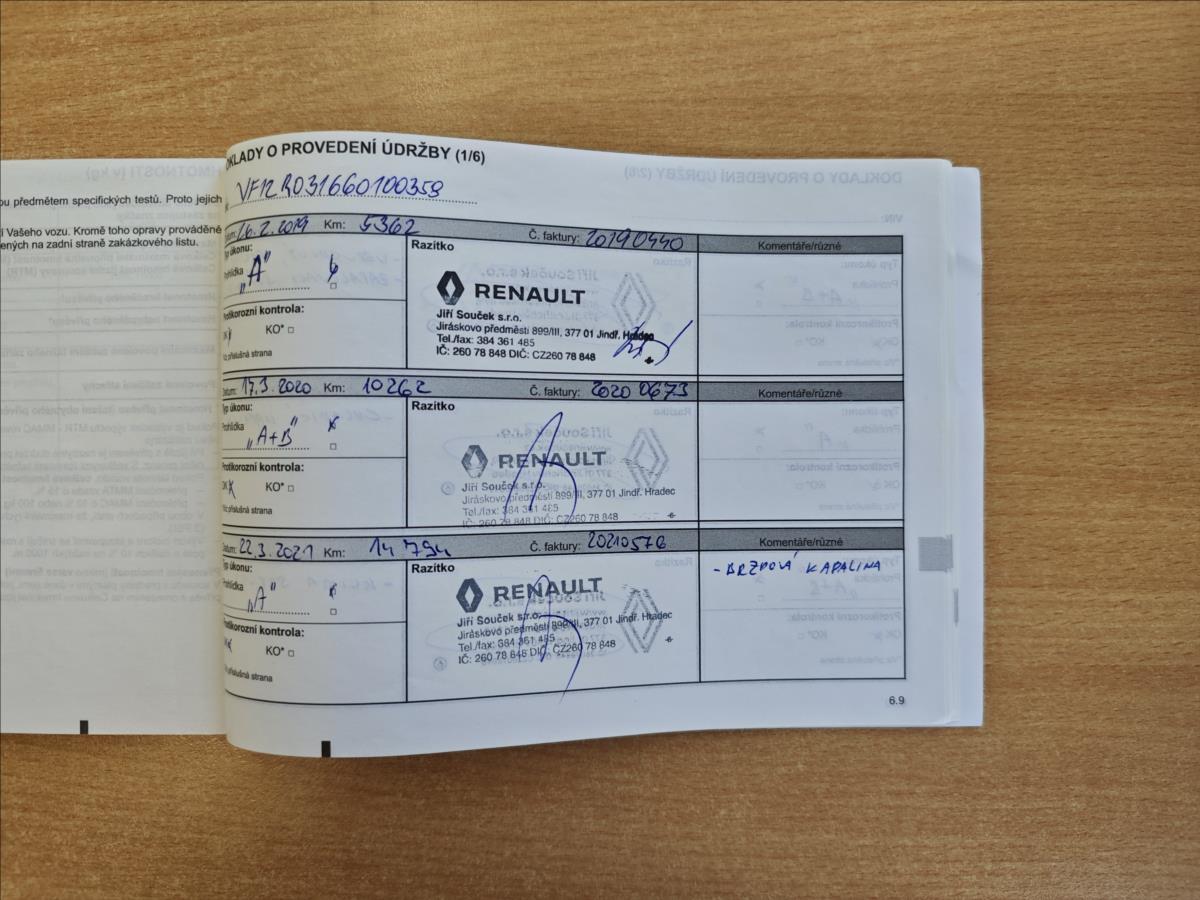 ou předmětem specifických testů. Proto jejich
í Vašeho vozu. Kromě toho opravy prováděné
ených na zadní straně zakázkového listu.
OKLADY O PROVEDENÍ ÚDRŽBY (1/6)
VF12R031660100359
Datum: 26.2.2019 Km: 5362 Č. faktury: 20190440 Komentáře/různé
Typ úkonu:
Prohlídka
"A"
Razítko
RENAULT
Jiří Souček s.r.o.
Jiráskovo předměstí 899/III, 377 01 Jindř. Hradec
Tel./fax: 384 361 485
IČ: 260 78 848 DIČ: CZ260 78 848
Protikorozní kontrola:
OK KO*
Viz příslušná strana
Datum: 17.3.2020 Km: 10262 Č. faktury: 20200673 Komentáře/různé
Typ úkonu:
Prohlídka
"A+B"
Razítko
RENAULT
Jiří Souček s.r.o.
Jiráskovo předměstí 899/III, 377 01 Jindř. Hradec
Tel./fax: 384 361 485
IČ: 260 78 848 DIČ: CZ260 78 848
Protikorozní kontrola:
OK KO*
Viz příslušná strana
Datum: 22.3.2021 Km: 14794 Č. faktury: 20210576 Komentáře/různé
Typ úkonu:
Prohlídka
"A"
Razítko
RENAULT
Jiří Souček s.r.o.
Jiráskovo předměstí 899/III, 377 01 Jindř. Hradec
Tel./fax: 384 361 485
IČ: 260 78 848 DIČ: CZ260 78 848
- BRZDOVÁ KAPALINA
Protikorozní kontrola:
KO*
příslušná strana
6.9